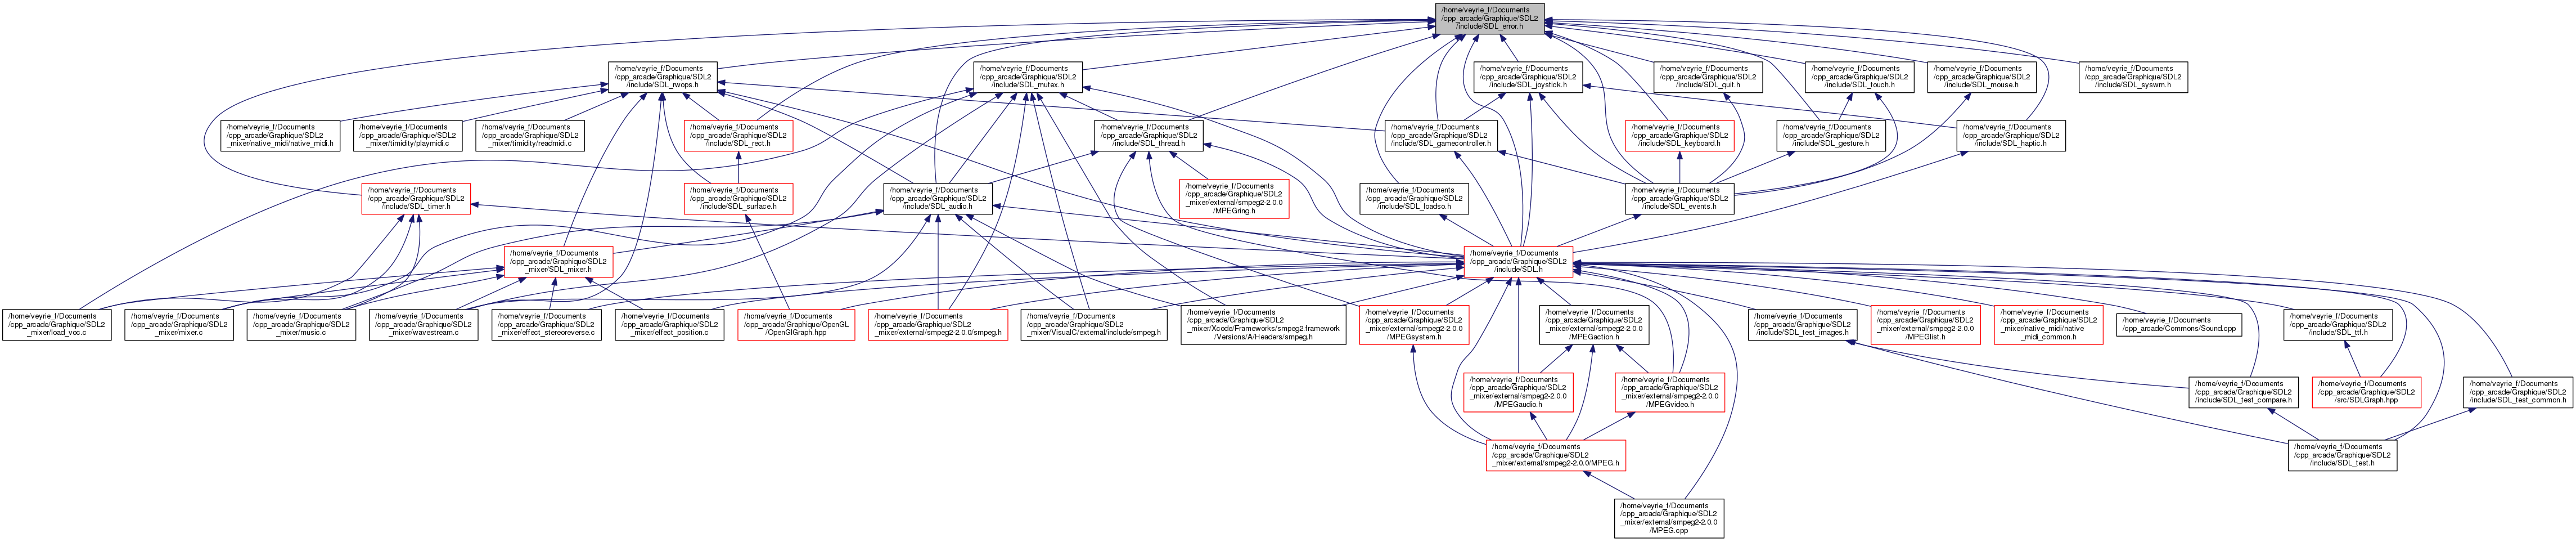 /home/veyrie_f/Documents
/cpp_arcade/Graphique/SDL2
/include/SDL_error.h
/home/veyrie_f/Documents
/cpp_arcade/Graphique/SDL2
/include/SDL_rwops.h
/home/veyrie_f/Documents
/cpp_arcade/Graphique/SDL2
/include/SDL_mutex.h
/home/veyrie_f/Documents
/cpp_arcade/Graphique/SDL2
/include/SDL_joystick.h
/home/veyrie_f/Documents
/cpp_arcade/Graphique/SDL2
/include/SDL_quit.h
/home/veyrie_f/Documents
/cpp_arcade/Graphique/SDL2
/include/SDL_touch.h
/home/veyrie_f/Documents
/cpp_arcade/Graphique/SDL2
/include/SDL_mouse.h
/home/veyrie_f/Documents
/cpp_arcade/Graphique/SDL2
/include/SDL_syswm.h
/home/veyrie_f/Documents
/cpp_arcade/Graphique/SDL2
_mixer/native_midi/native_midi.h
/home/veyrie_f/Documents
/cpp_arcade/Graphique/SDL2
_mixer/timidity/playmidi.c
/home/veyrie_f/Documents
/cpp_arcade/Graphique/SDL2
_mixer/timidity/readmidi.c
/home/veyrie_f/Documents
/cpp_arcade/Graphique/SDL2
/include/SDL_rect.h
/home/veyrie_f/Documents
/cpp_arcade/Graphique/SDL2
/include/SDL_thread.h
/home/veyrie_f/Documents
/cpp_arcade/Graphique/SDL2
/include/SDL_gamecontroller.h
/home/veyrie_f/Documents
/cpp_arcade/Graphique/SDL2
/include/SDL_keyboard.h
/home/veyrie_f/Documents
/cpp_arcade/Graphique/SDL2
/include/SDL_gesture.h
/home/veyrie_f/Documents
/cpp_arcade/Graphique/SDL2
/include/SDL_haptic.h
/home/veyrie_f/Documents
/cpp_arcade/Graphique/SDL2
/include/SDL_timer.h
/home/veyrie_f/Documents
/cpp_arcade/Graphique/SDL2
/include/SDL_surface.h
/home/veyrie_f/Documents
/cpp_arcade/Graphique/SDL2
/include/SDL_audio.h
/home/veyrie_f/Documents
/cpp_arcade/Graphique/SDL2
_mixer/external/smpeg2-2.0.0
/MPEGring.h
/home/veyrie_f/Documents
/cpp_arcade/Graphique/SDL2
/include/SDL_loadso.h
/home/veyrie_f/Documents
/cpp_arcade/Graphique/SDL2
/include/SDL_events.h
/home/veyrie_f/Documents
/cpp_arcade/Graphique/SDL2
_mixer/SDL_mixer.h
/home/veyrie_f/Documents
/cpp_arcade/Graphique/SDL2
/include/SDL.h
/home/veyrie_f/Documents
/cpp_arcade/Graphique/SDL2
_mixer/load_voc.c
/home/veyrie_f/Documents
/cpp_arcade/Graphique/SDL2
_mixer/mixer.c
/home/veyrie_f/Documents
/cpp_arcade/Graphique/SDL2
_mixer/music.c
/home/veyrie_f/Documents
/cpp_arcade/Graphique/SDL2
_mixer/wavestream.c
/home/veyrie_f/Documents
/cpp_arcade/Graphique/SDL2
_mixer/effect_stereoreverse.c
/home/veyrie_f/Documents
/cpp_arcade/Graphique/SDL2
_mixer/effect_position.c
/home/veyrie_f/Documents
/cpp_arcade/Graphique/OpenGL
/OpenGlGraph.hpp
/home/veyrie_f/Documents
/cpp_arcade/Graphique/SDL2
_mixer/external/smpeg2-2.0.0/smpeg.h
/home/veyrie_f/Documents
/cpp_arcade/Graphique/SDL2
_mixer/VisualC/external/include/smpeg.h
/home/veyrie_f/Documents
/cpp_arcade/Graphique/SDL2
_mixer/Xcode/Frameworks/smpeg2.framework
/Versions/A/Headers/smpeg.h
/home/veyrie_f/Documents
/cpp_arcade/Graphique/SDL2
_mixer/external/smpeg2-2.0.0
/MPEGsystem.h
/home/veyrie_f/Documents
/cpp_arcade/Graphique/SDL2
_mixer/external/smpeg2-2.0.0
/MPEGaction.h
/home/veyrie_f/Documents
/cpp_arcade/Graphique/SDL2
/include/SDL_test_images.h
/home/veyrie_f/Documents
/cpp_arcade/Graphique/SDL2
_mixer/external/smpeg2-2.0.0
/MPEGlist.h
/home/veyrie_f/Documents
/cpp_arcade/Graphique/SDL2
_mixer/native_midi/native
_midi_common.h
/home/veyrie_f/Documents
/cpp_arcade/Commons/Sound.cpp
/home/veyrie_f/Documents
/cpp_arcade/Graphique/SDL2
/include/SDL_ttf.h
/home/veyrie_f/Documents
/cpp_arcade/Graphique/SDL2
_mixer/external/smpeg2-2.0.0
/MPEGaudio.h
/home/veyrie_f/Documents
/cpp_arcade/Graphique/SDL2
_mixer/external/smpeg2-2.0.0
/MPEGvideo.h
/home/veyrie_f/Documents
/cpp_arcade/Graphique/SDL2
/include/SDL_test_compare.h
/home/veyrie_f/Documents
/cpp_arcade/Graphique/SDL2
/src/SDLGraph.hpp
/home/veyrie_f/Documents
/cpp_arcade/Graphique/SDL2
/include/SDL_test_common.h
/home/veyrie_f/Documents
/cpp_arcade/Graphique/SDL2
_mixer/external/smpeg2-2.0.0/MPEG.h
/home/veyrie_f/Documents
/cpp_arcade/Graphique/SDL2
/include/SDL_test.h
/home/veyrie_f/Documents
/cpp_arcade/Graphique/SDL2
_mixer/external/smpeg2-2.0.0
/MPEG.cpp